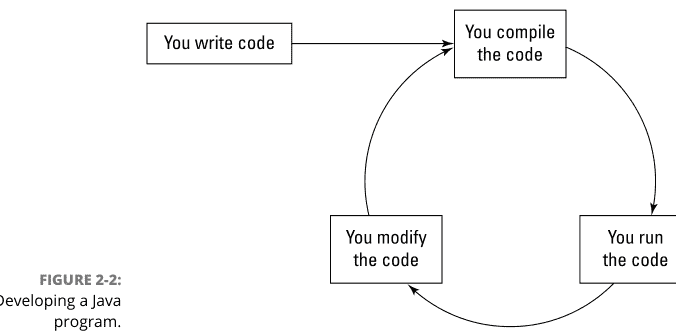 You write code
You compile
the code
You modify
the code
You run
the code
FIGURE 2-2:
Developing a Java
program.